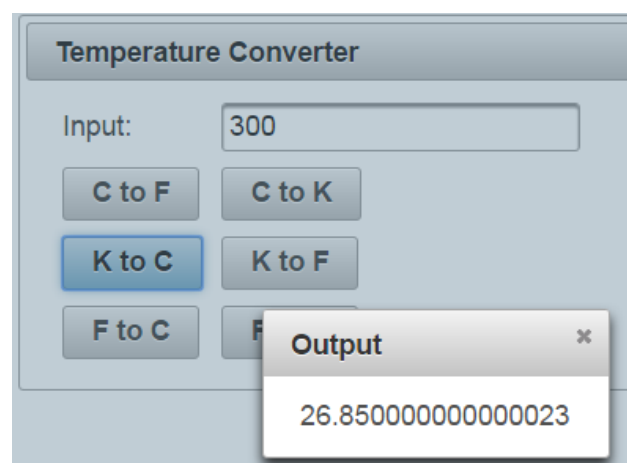 Temperature Converter
Input: 300
C to F C to K
K to C K to F
F to C
Output
26.850000000000023